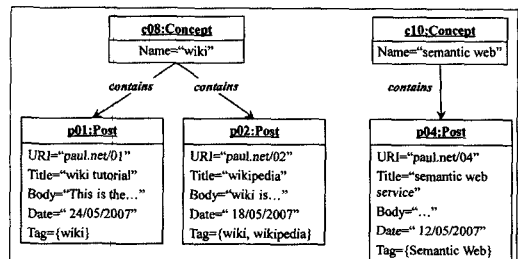 c08:Concept
Name="wiki"
c10:Concept
Name="semantic web"
contains
contains
contains
p01:Post
URI="paul.net/01"
Title="wiki tutorial"
Body="This is the..."
Date=" 24/05/2007"
Tag={wiki}
p02:Post
URI="paul.net/02"
Title="wikipedia"
Body="wiki is..."
Date=" 18/05/2007"
Tag={wiki, wikipedia}
p04:Post
URI="paul.net/04"
Title="semantic web
service"
Body="..."
Date=" 12/05/2007"
Tag={Semantic Web}